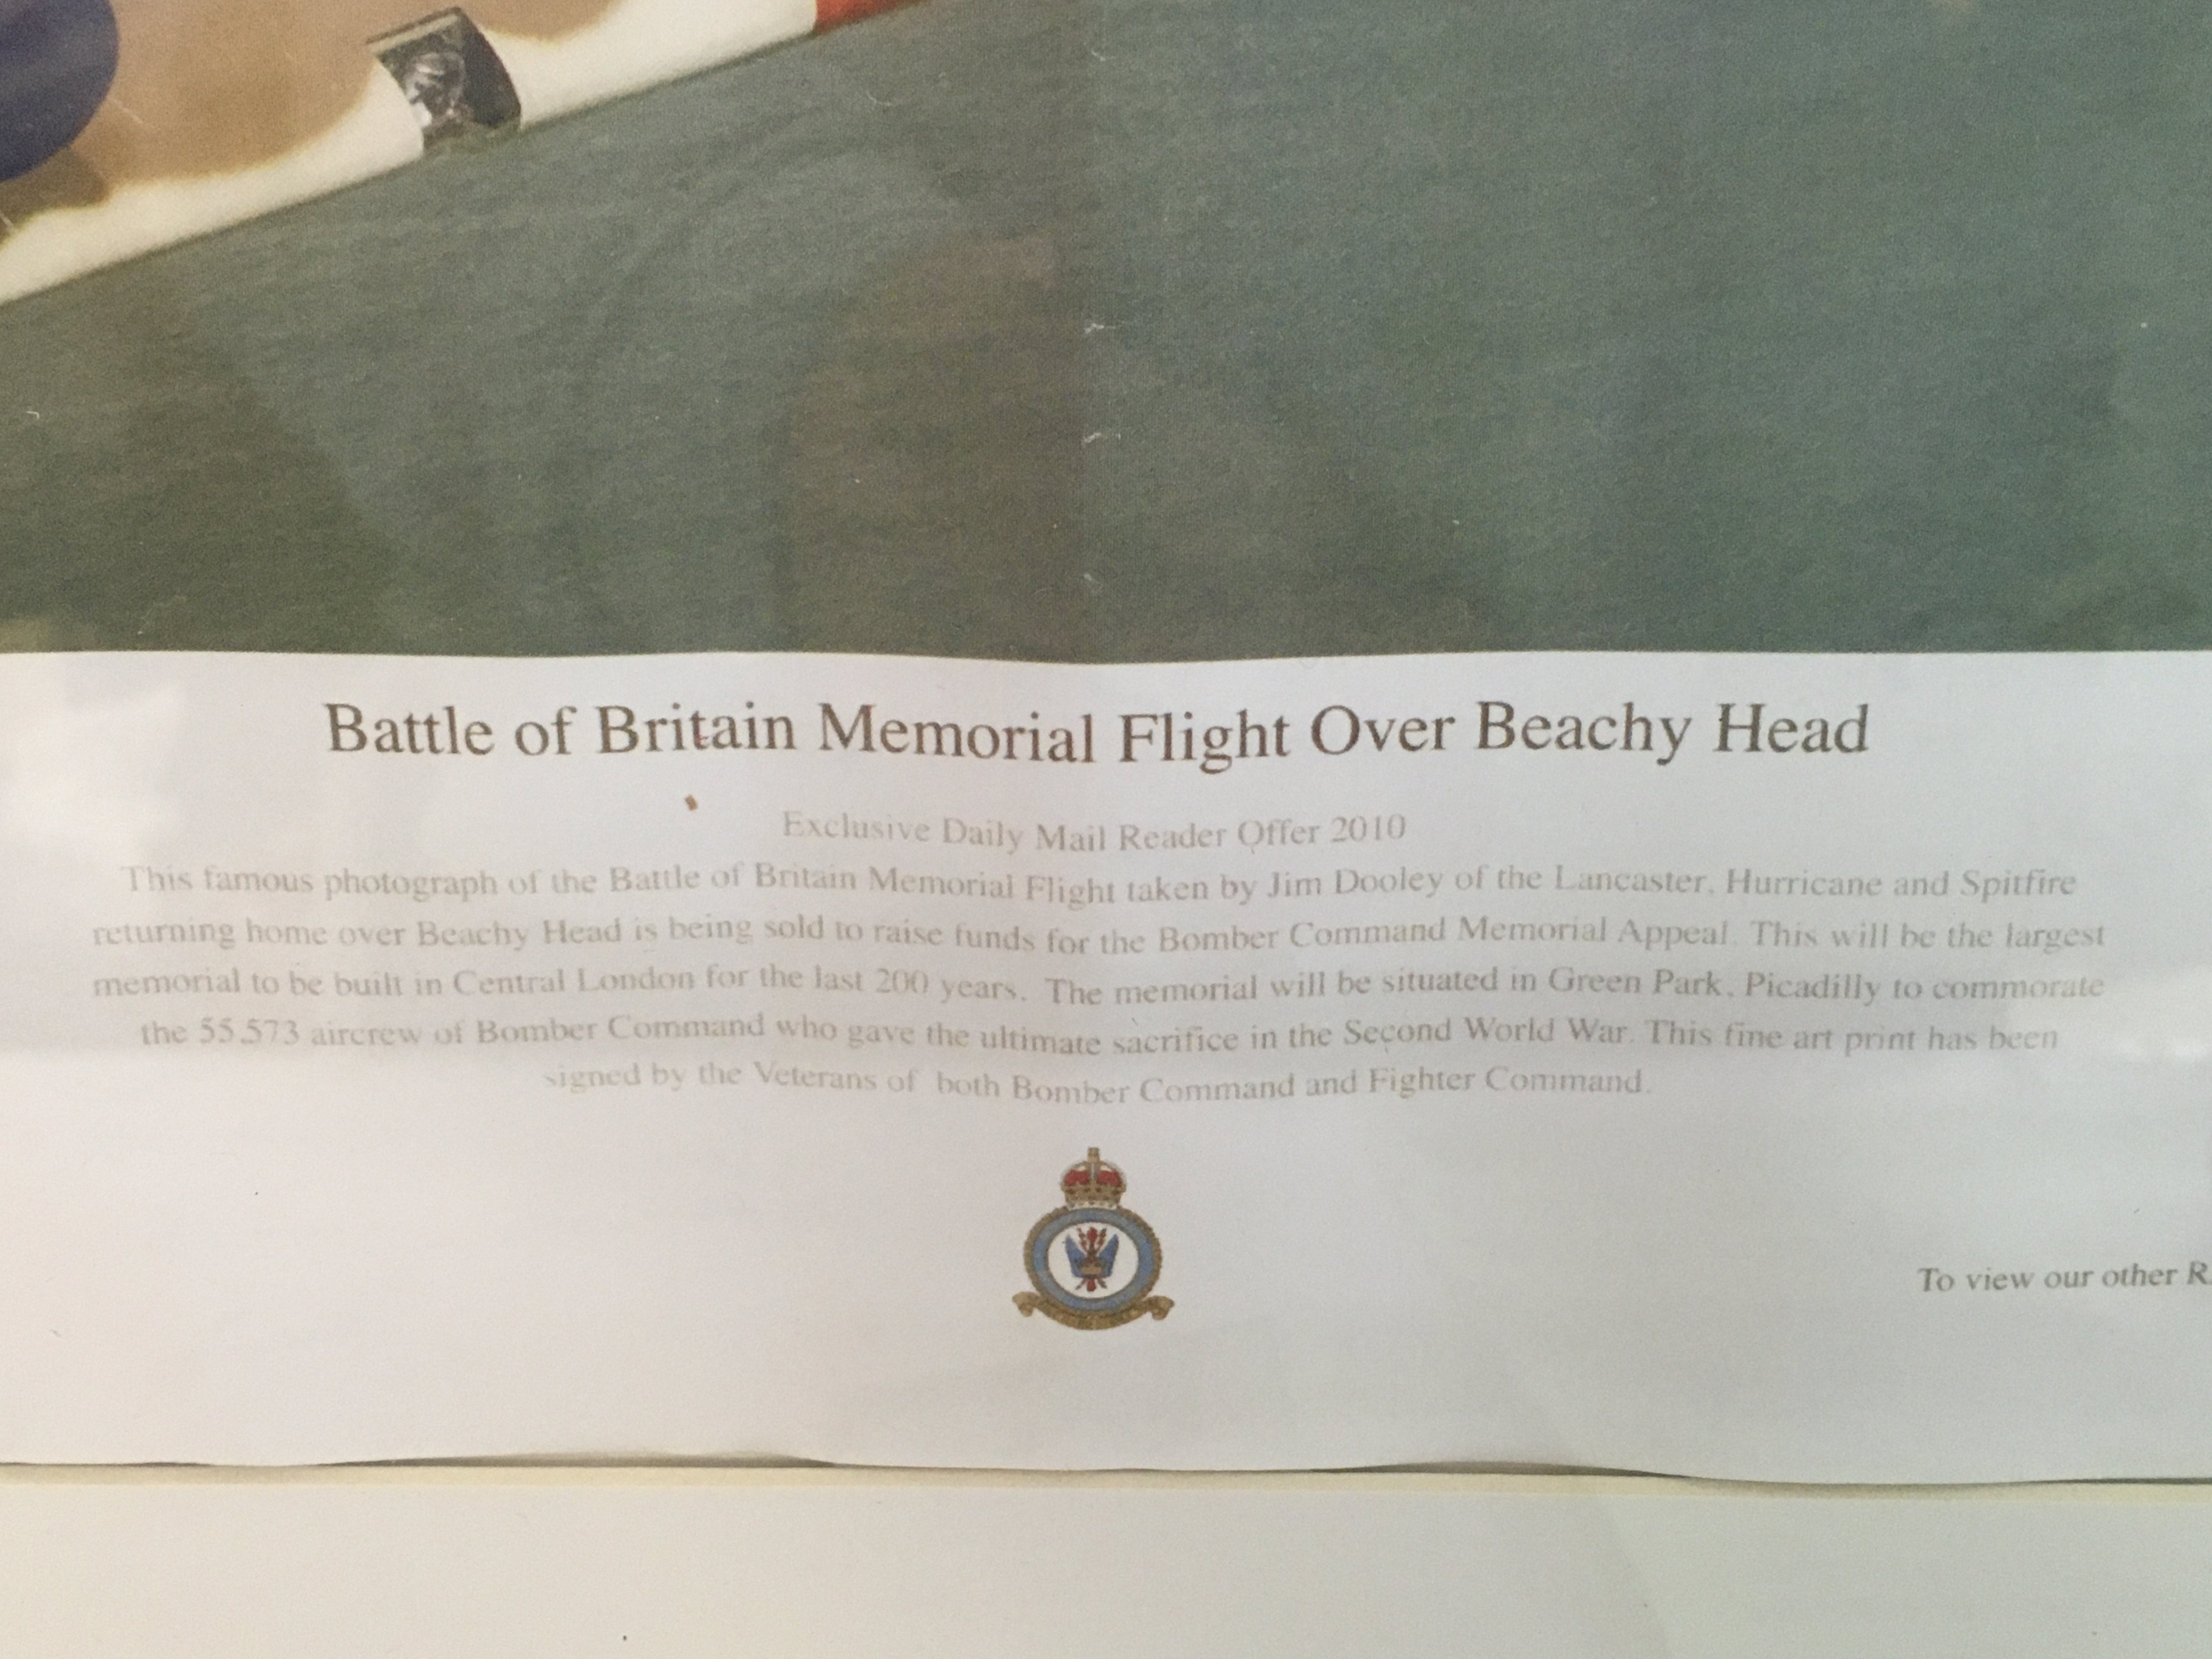 Battle of Britain Memorial Flight Over Beachy Head
Exclusive Daily Mail Reader Offer 2010
This famous photograph of the Battle of Britain Memorial Flight taken by Jim Dooley of the Lancaster, Hurricane and Spitfire
returning home over Beachy Head is being sold to raise funds for the Bomber Command Memorial Appeal. This will be the largest
memorial to be built in Central London for the last 200 years. The memorial will be situated in Green Park, Picadilly to commorate
the 55,573 aircrew of Bomber Command who gave the ultimate sacrifice in the Second World War. This fine art print has been
signed by the Veterans of both Bomber Command and Fighter Command.
To view our other R